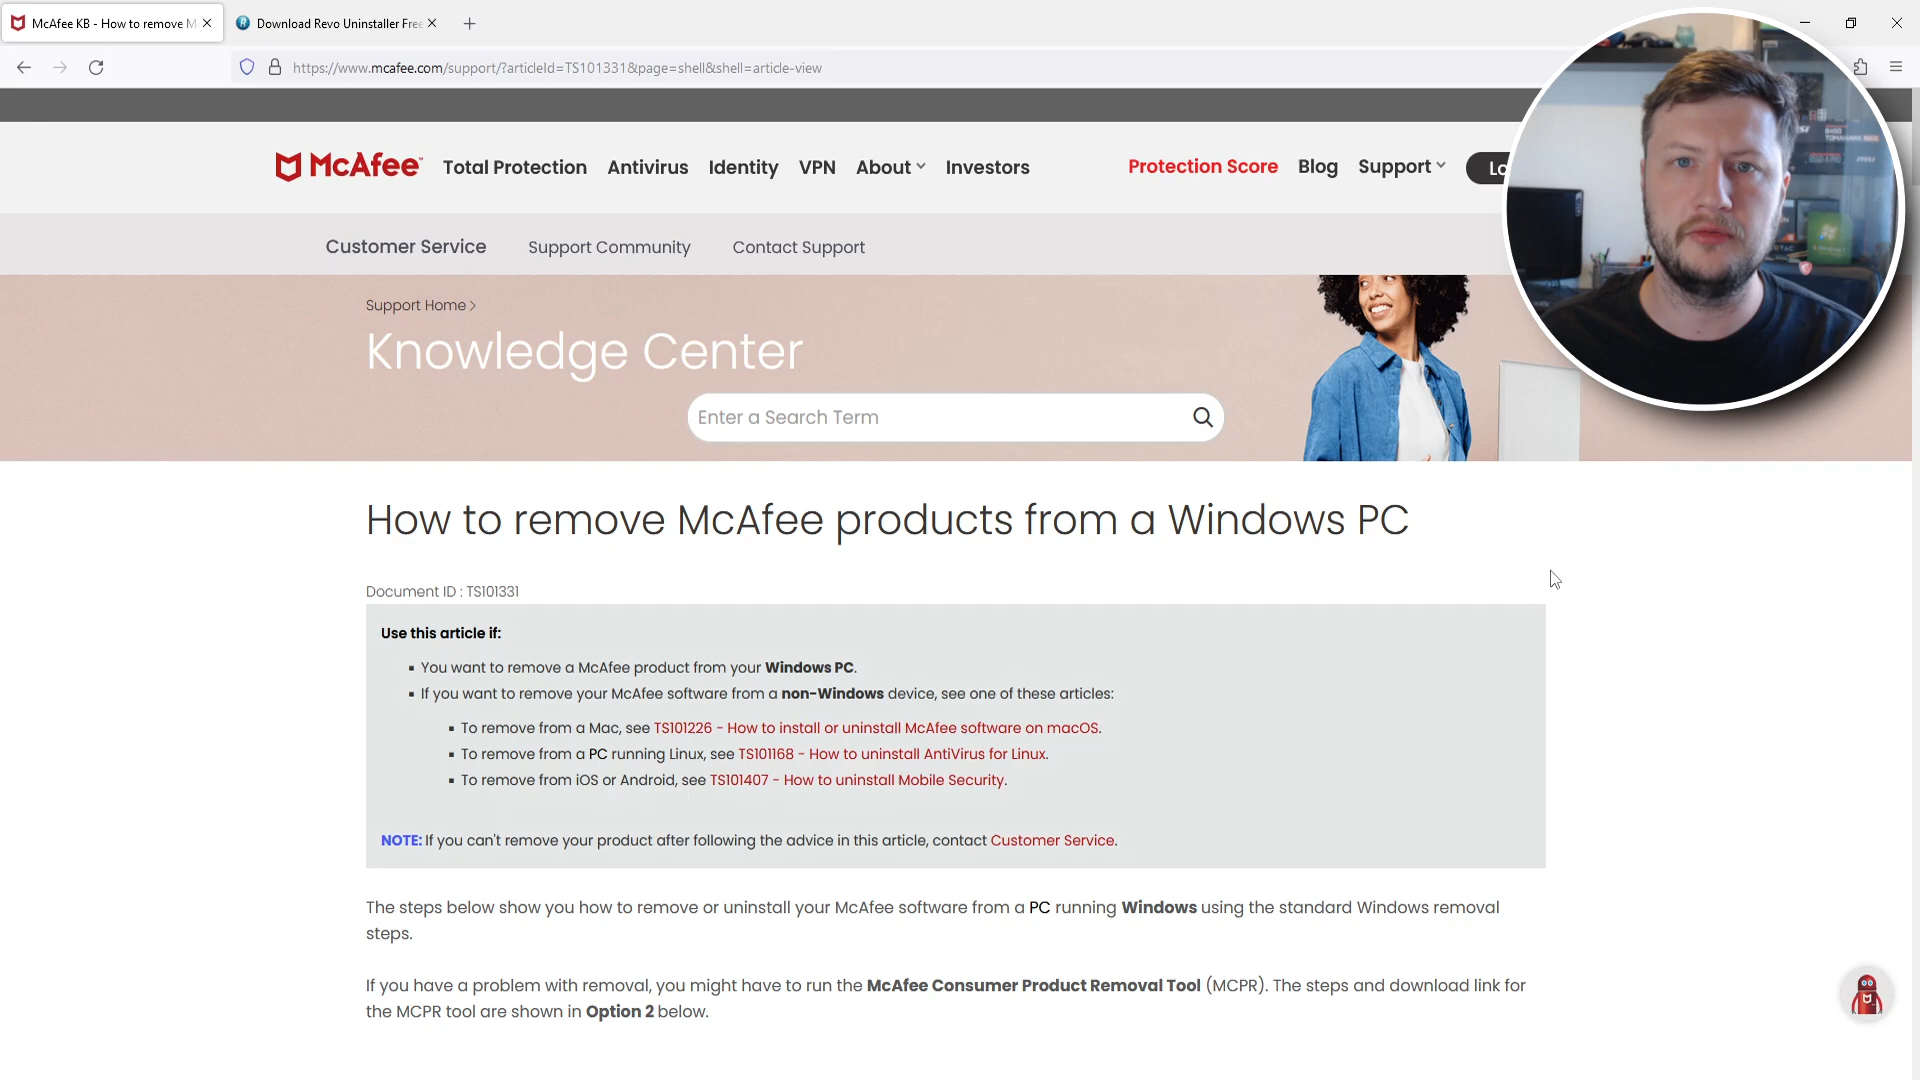 McAfee KB - How to remove M
Download Revo Uninstaller Free
https://www.mcafee.com/support/?articleId=TS101331&page=shell&shell=article-view
McAfee™ Total Protection Antivirus Identity VPN About Investors Protection Score Blog Support Lo
Customer Service Support Community Contact Support
Support Home >
Knowledge Center
Enter a Search Term
How to remove McAfee products from a Windows PC
Document ID : TS101331
Use this article if:
▪ You want to remove a McAfee product from your Windows PC.
▪ If you want to remove your McAfee software from a non-Windows device, see one of these articles:
▪ To remove from a Mac, see TS101226 - How to install or uninstall McAfee software on macOS.
▪ To remove from a PC running Linux, see TS101168 - How to uninstall AntiVirus for Linux.
▪ To remove from iOS or Android, see TS101407 - How to uninstall Mobile Security.
NOTE: If you can't remove your product after following the advice in this article, contact Customer Service.
The steps below show you how to remove or uninstall your McAfee software from a PC running Windows using the standard Windows removal
steps.
If you have a problem with removal, you might have to run the McAfee Consumer Product Removal Tool (MCPR). The steps and download link for
the MCPR tool are shown in Option 2 below.